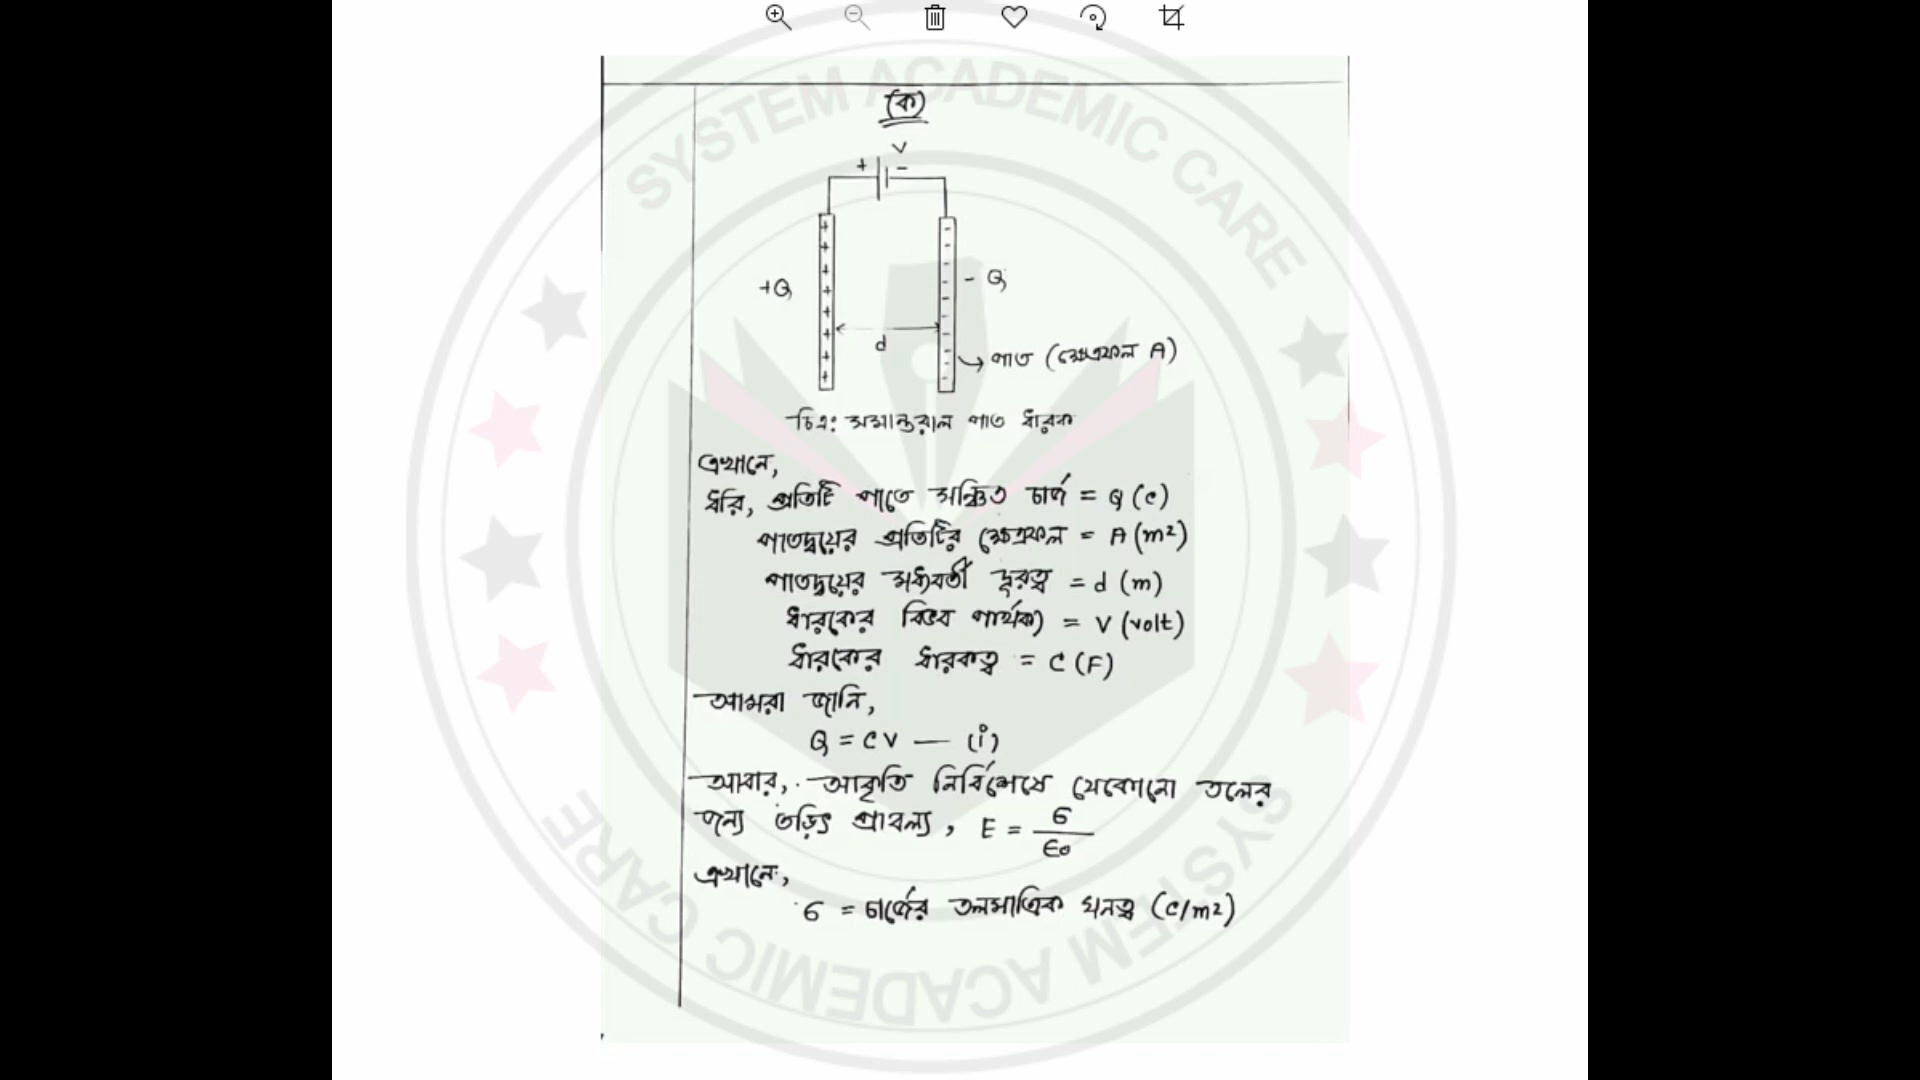 SYSTEM ACADEMIC CARE
(ক)
V
+ -
+Q
- Q
d
পাত (ক্ষেত্রফল A)
চিত্র: সমান্তরাল পাত ধারক
এখানে,
ধরি, প্রতিটি পাতে সঞ্চিত চার্জ = Q (c)
পাতদ্বয়ের প্রতিটির ক্ষেত্রফল = A (m²)
পাতদ্বয়ের মধ্যবর্তী দূরত্ব = d (m)
ধারকের বিভব পার্থক্য = V (volt)
ধারকের ধারকত্ব = C (F)
আমরা জানি,
Q = CV — (i)
আবার, আকৃতি নির্বিশেষে যেকোনো তলের
জন্য তড়িৎ প্রাবল্য, E = σ/ε₀
এখানে,
σ = চার্জের তলমাত্রিক ঘনত্ব (C/m²)
SYSTEM ACADEMIC CARE